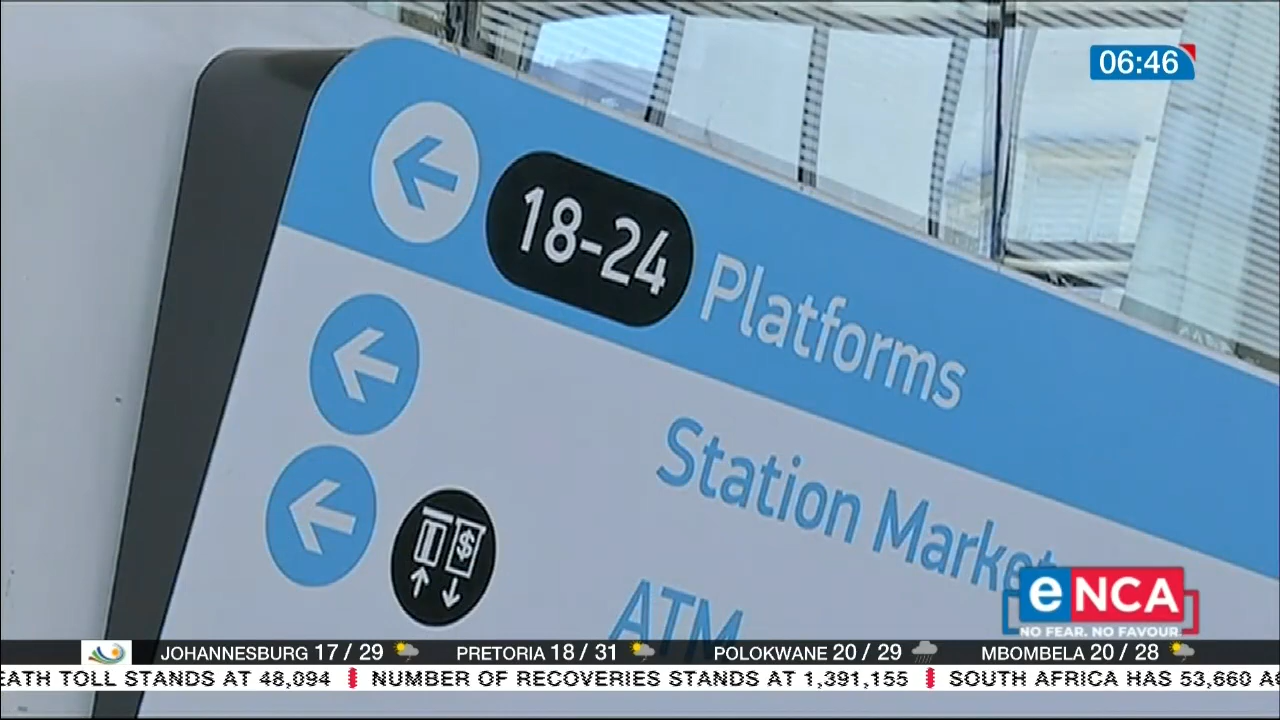 06:46
18-24 Platforms
Station Market
ATM
eNCA
NO FEAR. NO FAVOUR.
JOHANNESBURG 17 / 29 PRETORIA 18 / 31 POLOKWANE 20 / 29 MBOMBELA 20 / 28
EATH TOLL STANDS AT 48,094 NUMBER OF RECOVERIES STANDS AT 1,391,155 SOUTH AFRICA HAS 53,660 AC